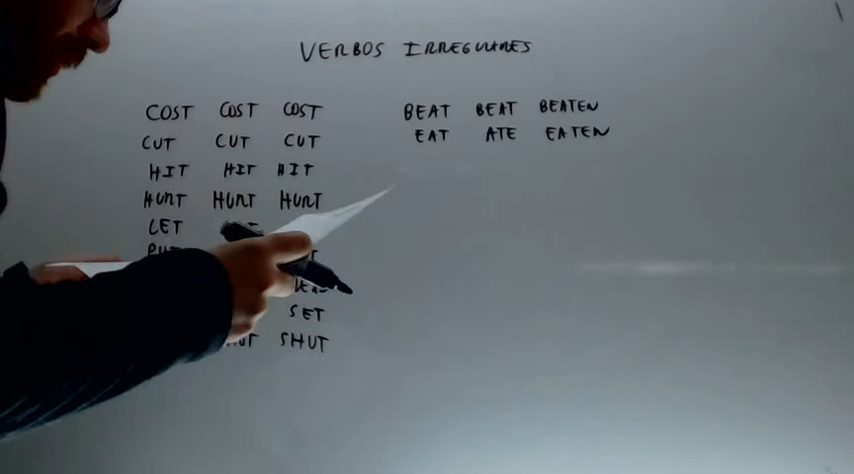 VERBOS IRREGULARES
COST COST COST
CUT CUT CUT
HIT HIT HIT
HURT HURT HURT
LET
SET
SHUT
BEAT BEAT BEATEN
EAT ATE EATEN